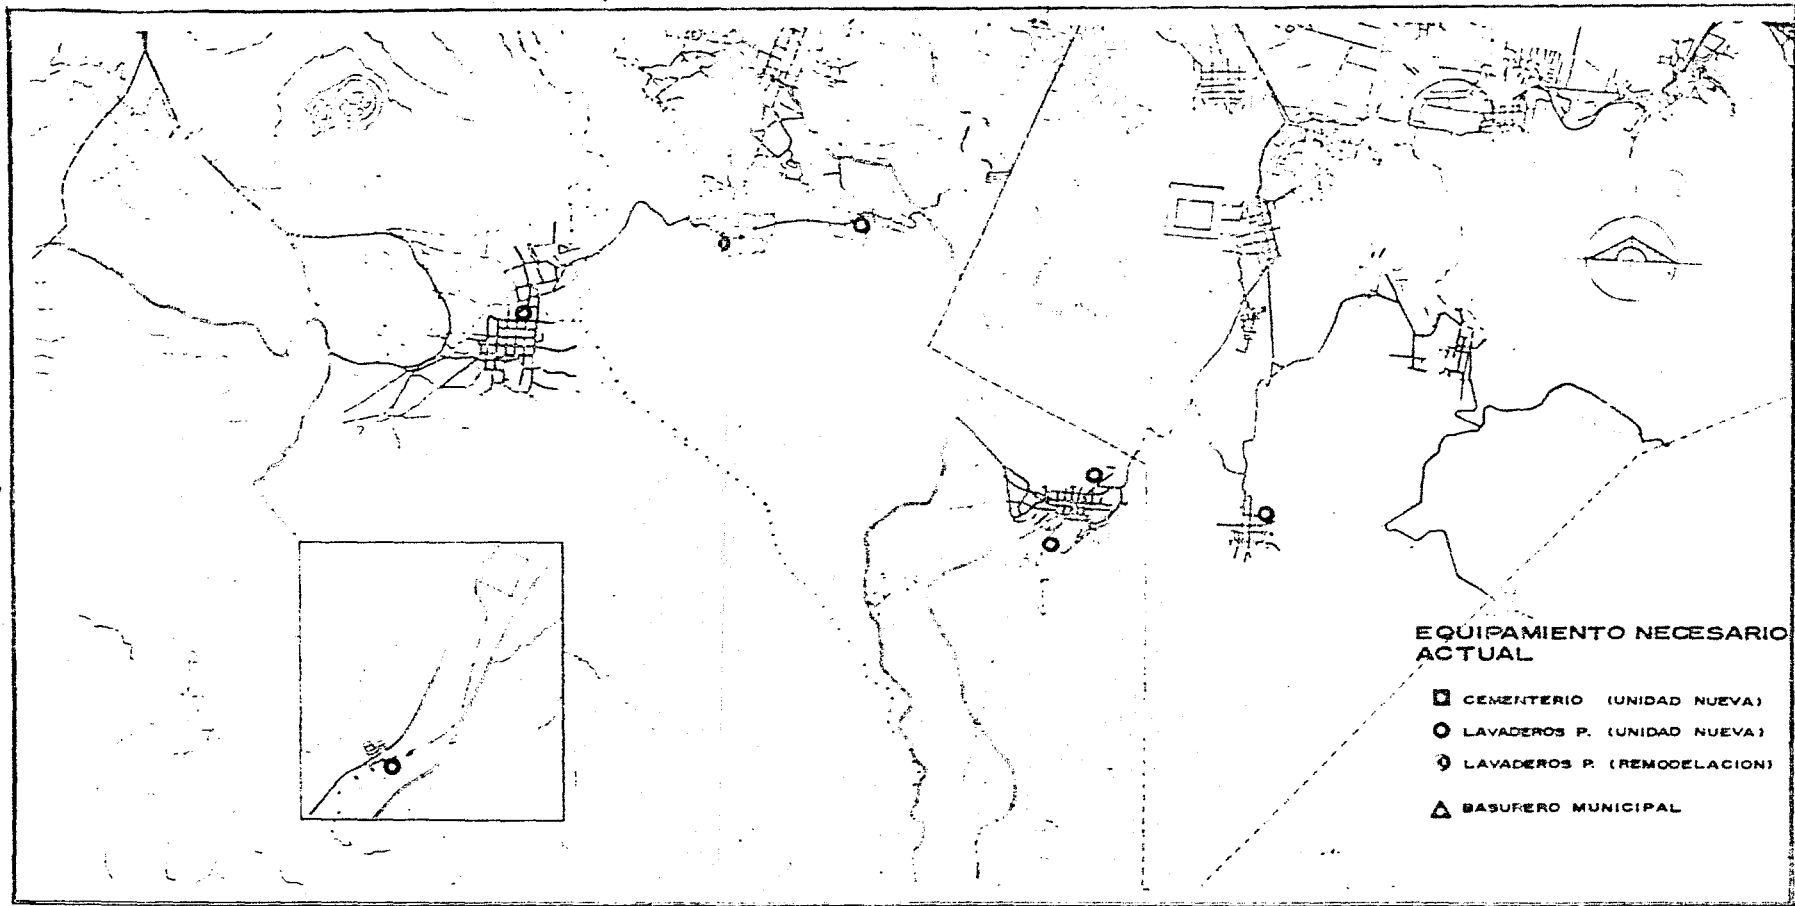 EQUIPAMIENTO NECESARIO
ACTUAL
CEMENTERIO (UNIDAD NUEVA)
LAVADEROS P. (UNIDAD NUEVA)
LAVADEROS P. (REMODELACION)
BASURERO MUNICIPAL